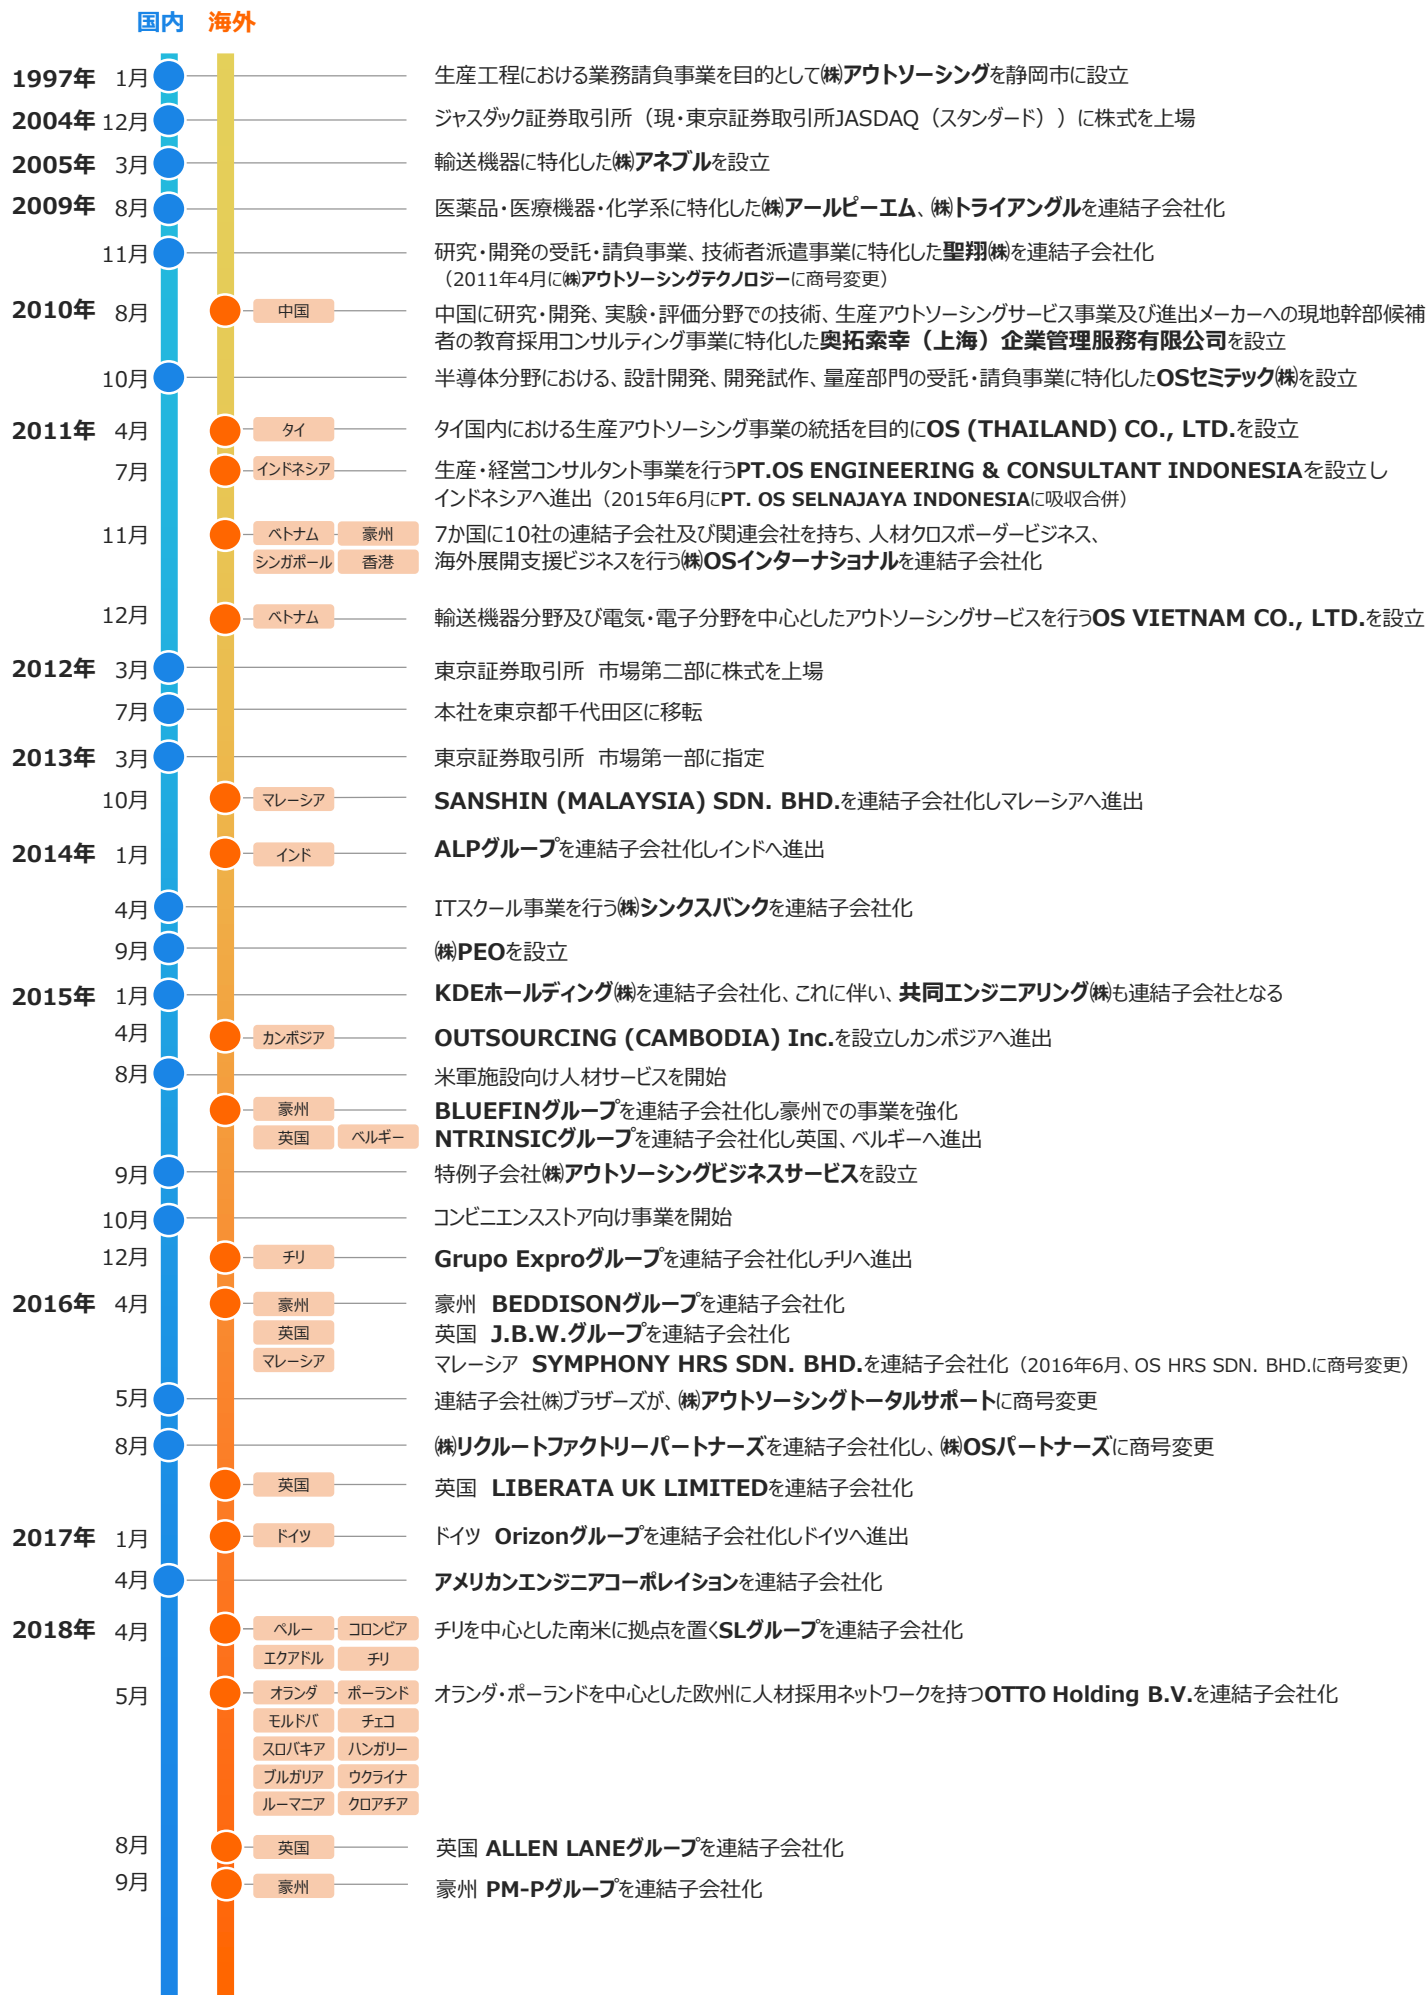 国内 海外
1997年 1月 生産工程における業務請負事業を目的として㈱アウトソーシングを静岡市に設立
2004年 12月 ジャスダック証券取引所（現・東京証券取引所JASDAQ（スタンダード））に株式を上場
2005年 3月 輸送機器に特化した㈱アネブルを設立
2009年 8月 医薬品・医療機器・化学系に特化した㈱アールピーエム、㈱トライアングルを連結子会社化
11月 研究・開発の受託・請負事業、技術者派遣事業に特化した聖翔㈱を連結子会社化
（2011年4月に㈱アウトソーシングテクノロジーに商号変更）
2010年 8月 中国 中国に研究・開発、実験・評価分野での技術、生産アウトソーシングサービス事業及び進出メーカーへの現地幹部候補
者の教育採用コンサルティング事業に特化した奥拓索幸（上海）企業管理服務有限公司を設立
10月 半導体分野における、設計開発、開発試作、量産部門の受託・請負事業に特化したOSセミテック㈱を設立
2011年 4月 タイ タイ国内における生産アウトソーシング事業の統括を目的にOS (THAILAND) CO., LTD.を設立
7月 インドネシア 生産・経営コンサルタント事業を行うPT.OS ENGINEERING & CONSULTANT INDONESIAを設立し
インドネシアへ進出（2015年6月にPT. OS SELNAJAYA INDONESIAに吸収合併）
11月 ベトナム 豪州 7か国に10社の連結子会社及び関連会社を持ち、人材クロスボーダービジネス、
シンガポール 香港 海外展開支援ビジネスを行う㈱OSインターナショナルを連結子会社化
12月 ベトナム 輸送機器分野及び電気・電子分野を中心としたアウトソーシングサービスを行うOS VIETNAM CO., LTD.を設立
2012年 3月 東京証券取引所 市場第二部に株式を上場
7月 本社を東京都千代田区に移転
2013年 3月 東京証券取引所 市場第一部に指定
10月 マレーシア SANSHIN (MALAYSIA) SDN. BHD.を連結子会社化しマレーシアへ進出
2014年 1月 インド ALPグループを連結子会社化しインドへ進出
4月 ITスクール事業を行う㈱シンクスバンクを連結子会社化
9月 ㈱PEOを設立
2015年 1月 KDEホールディング㈱を連結子会社化、これに伴い、共同エンジニアリング㈱も連結子会社となる
4月 カンボジア OUTSOURCING (CAMBODIA) Inc.を設立しカンボジアへ進出
8月 米軍施設向け人材サービスを開始
豪州 BLUEFINグループを連結子会社化し豪州での事業を強化
英国 ベルギー NTRINSICグループを連結子会社化し英国、ベルギーへ進出
9月 特例子会社㈱アウトソーシングビジネスサービスを設立
10月 コンビニエンスストア向け事業を開始
12月 チリ Grupo Exproグループを連結子会社化しチリへ進出
2016年 4月 豪州 豪州 BEDDISONグループを連結子会社化
英国 英国 J.B.W.グループを連結子会社化
マレーシア マレーシア SYMPHONY HRS SDN. BHD.を連結子会社化（2016年6月、OS HRS SDN. BHD.に商号変更）
5月 連結子会社㈱ブラザーズが、㈱アウトソーシングトータルサポートに商号変更
8月 ㈱リクルートファクトリーパートナーズを連結子会社化し、㈱OSパートナーズに商号変更
英国 英国 LIBERATA UK LIMITEDを連結子会社化
2017年 1月 ドイツ ドイツ Orizonグループを連結子会社化しドイツへ進出
4月 アメリカンエンジニアコーポレイションを連結子会社化
2018年 4月 ペルー コロンビア チリを中心とした南米に拠点を置くSLグループを連結子会社化
エクアドル チリ
5月 オランダ ポーランド オランダ・ポーランドを中心とした欧州に人材採用ネットワークを持つOTTO Holding B.V.を連結子会社化
モルドバ チェコ
スロバキア ハンガリー
ブルガリア ウクライナ
ルーマニア クロアチア
8月 英国 英国 ALLEN LANEグループを連結子会社化
9月 豪州 豪州 PM-Pグループを連結子会社化